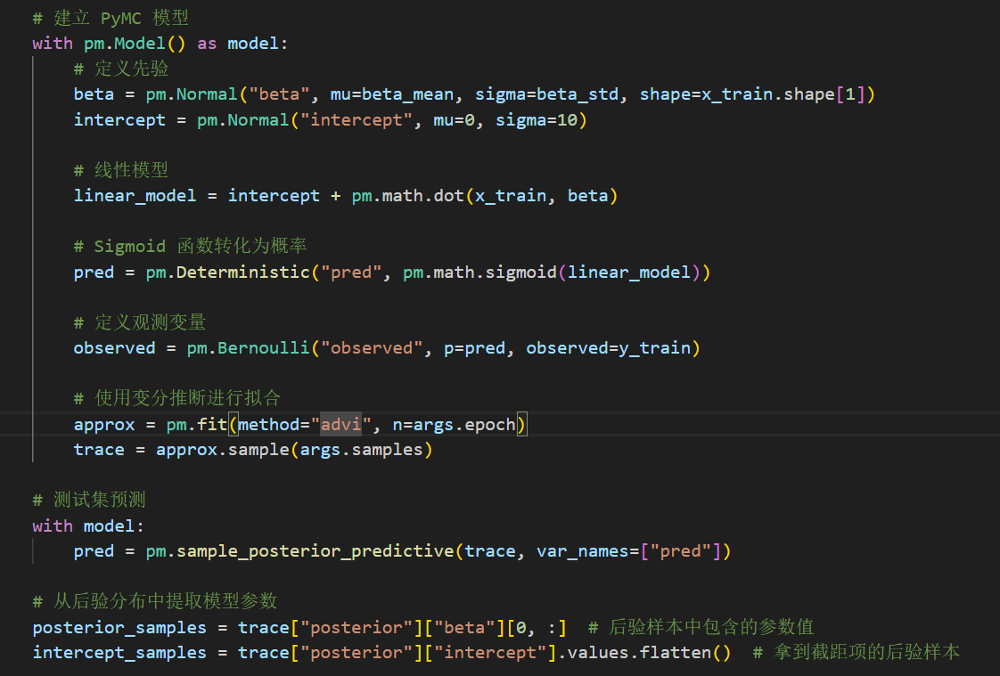 # 建立 PyMC 模型
with pm.Model() as model:
# 定义先验
beta = pm.Normal("beta", mu=beta_mean, sigma=beta_std, shape=x_train.shape[1])
intercept = pm.Normal("intercept", mu=0, sigma=10)
# 线性模型
linear_model = intercept + pm.math.dot(x_train, beta)
# Sigmoid 函数转化为概率
pred = pm.Deterministic("pred", pm.math.sigmoid(linear_model))
# 定义观测变量
observed = pm.Bernoulli("observed", p=pred, observed=y_train)
# 使用变分推断进行拟合
approx = pm.fit(method="advi", n=args.epoch)
trace = approx.sample(args.samples)
# 测试集预测
with model:
pred = pm.sample_posterior_predictive(trace, var_names=["pred"])
# 从后验分布中提取模型参数
posterior_samples = trace["posterior"]["beta"][0, :]  # 后验样本中包含的参数值
intercept_samples = trace["posterior"]["intercept"].values.flatten()  # 拿到截距项的后验样本